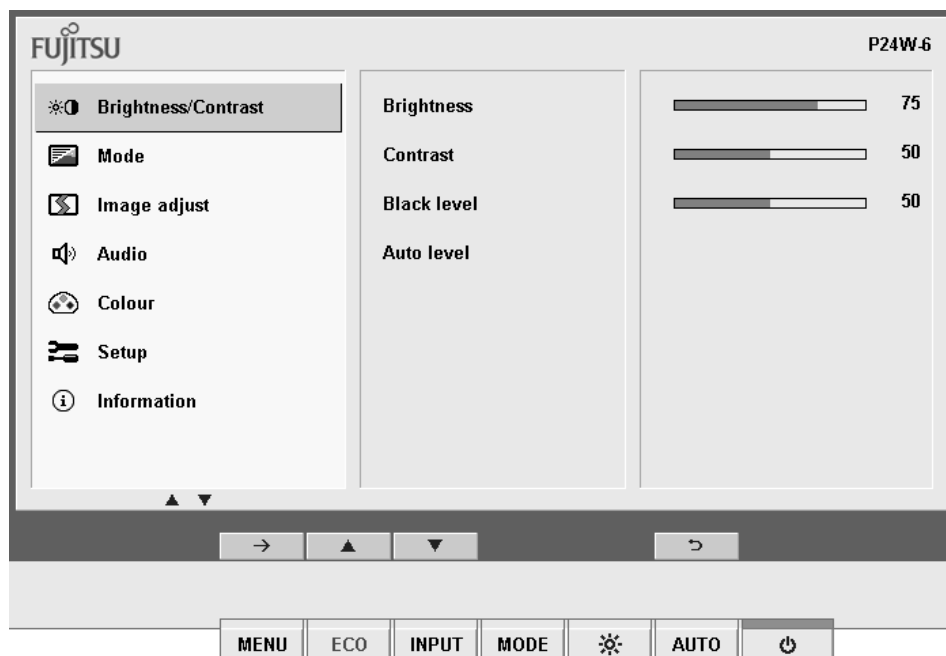 FUJITSU
P24W-6
Brightness/Contrast
Mode
Image adjust
Audio
Colour
Setup
Information
Brightness
Contrast
Black level
Auto level
75
50
50
MENU
ECO
INPUT
MODE
AUTO